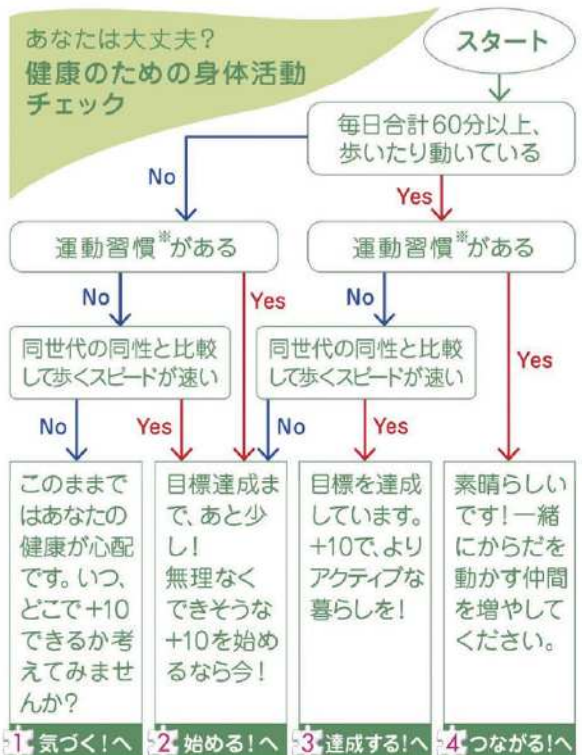 あなたは大丈夫?
健康のための身体活動
チェック
スタート
毎日合計60分以上、
歩いたり動いている
No
Yes
運動習慣※がある
運動習慣※がある
No
Yes
No
Yes
同世代の同性と比較
して歩くスピードが速い
同世代の同性と比較
して歩くスピードが速い
No
Yes
No
Yes
このままで
はあなたの
健康が心配
です。いつ、
どこで+10
できるか考
えてみませ
んか?
目標達成ま
で、あと少
し!
無理なく
できそうな
+10を始め
るなら今!
目標を達成
しています。
+10で、より
アクティブな
暮らしを!
素晴らしい
です!一緒
にからだを
動かす仲間
を増やして
ください。
1 気づく!へ
2 始める!へ
3 達成する!へ
4 つながる!へ